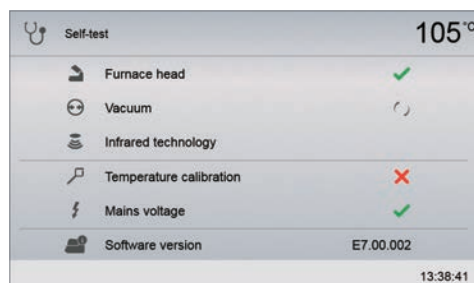 Self-test 105°C
Furnace head
Vacuum
Infrared technology
Temperature calibration
Mains voltage
Software version E7.00.002
13:38:41